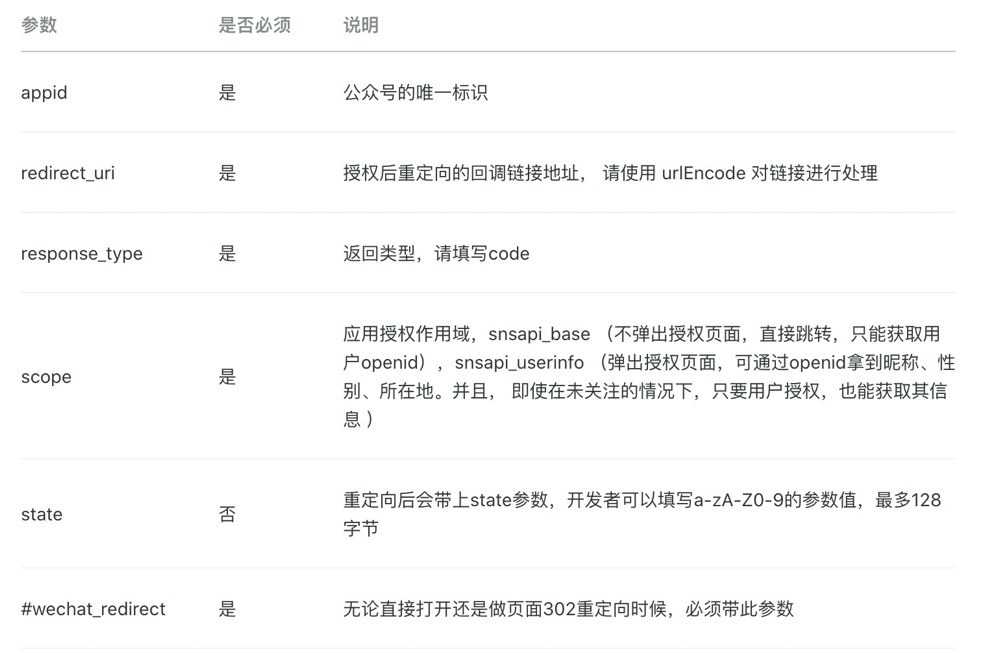 参数 是否必须 说明
appid 是 公众号的唯一标识
redirect_uri 是 授权后重定向的回调链接地址， 请使用 urlEncode 对链接进行处理
response_type 是 返回类型，请填写code
scope 是 应用授权作用域，snsapi_base （不弹出授权页面，直接跳转，只能获取用
户openid），snsapi_userinfo （弹出授权页面，可通过openid拿到昵称、性
别、所在地。并且， 即使在未关注的情况下，只要用户授权，也能获取其信
息 ）
state 否 重定向后会带上state参数，开发者可以填写a-zA-Z0-9的参数值，最多128
字节
#wechat_redirect 是 无论直接打开还是做页面302重定向时候，必须带此参数